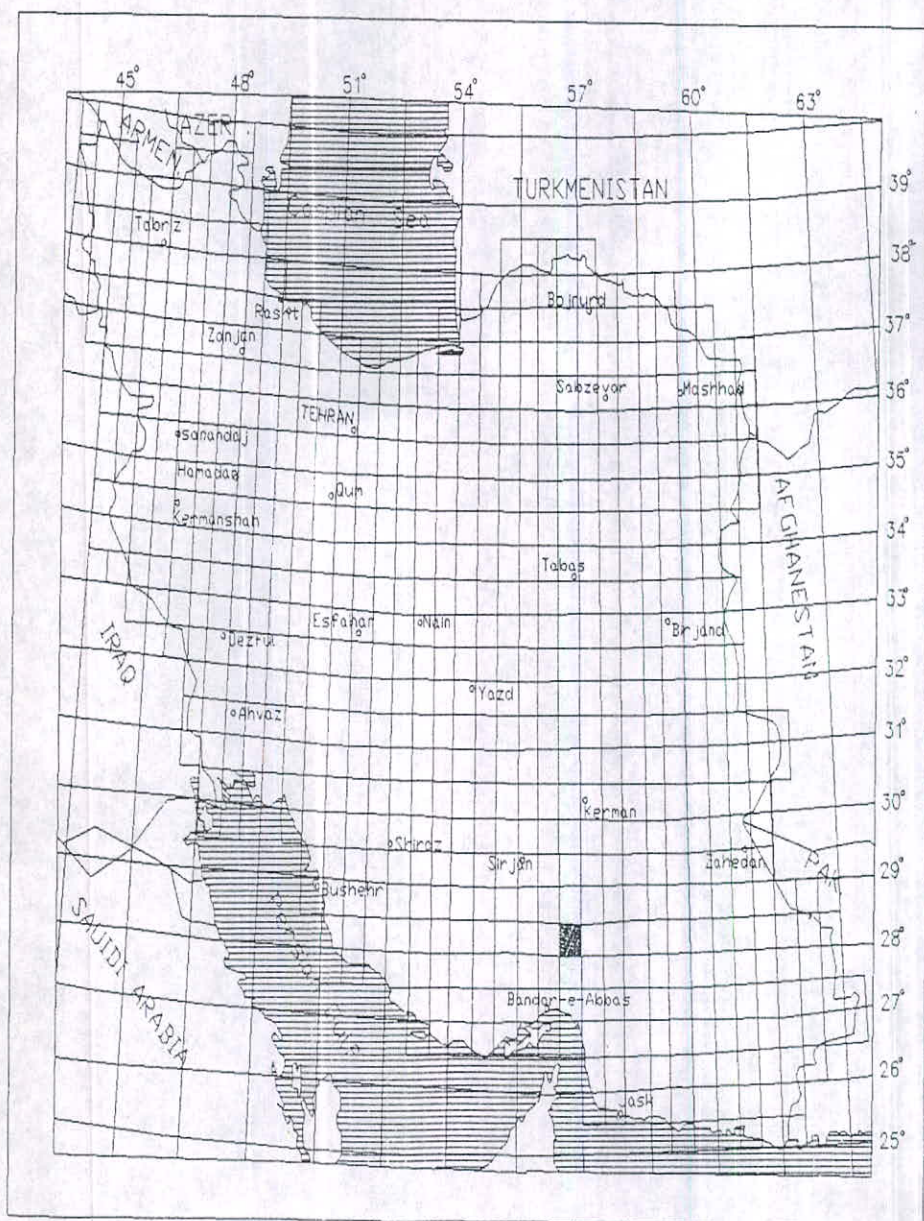 45° 48° 51° 54° 57° 60° 63°
ARMEN.
AZER.
TURKMENISTAN
39°
Caspian Sea
Tabriz
38°
Rasht
Bojnurd
37°
Zanjan
Sabzevar
Mashhad
36°
TEHRAN
Sanandaj
35°
Hamadan
Qum
AFGHANESTAN
Kermanshah
34°
Tabas
33°
IRAQ
Dezful
Esfahan
Nain
Birjand
32°
Yazd
Ahvaz
31°
30°
Kerman
Shiraz
Sirjan
Zahedan
PAK
29°
Bushehr
SAUIDI ARABIA
28°
Bandar-e-Abbas
27°
26°
Jask
25°